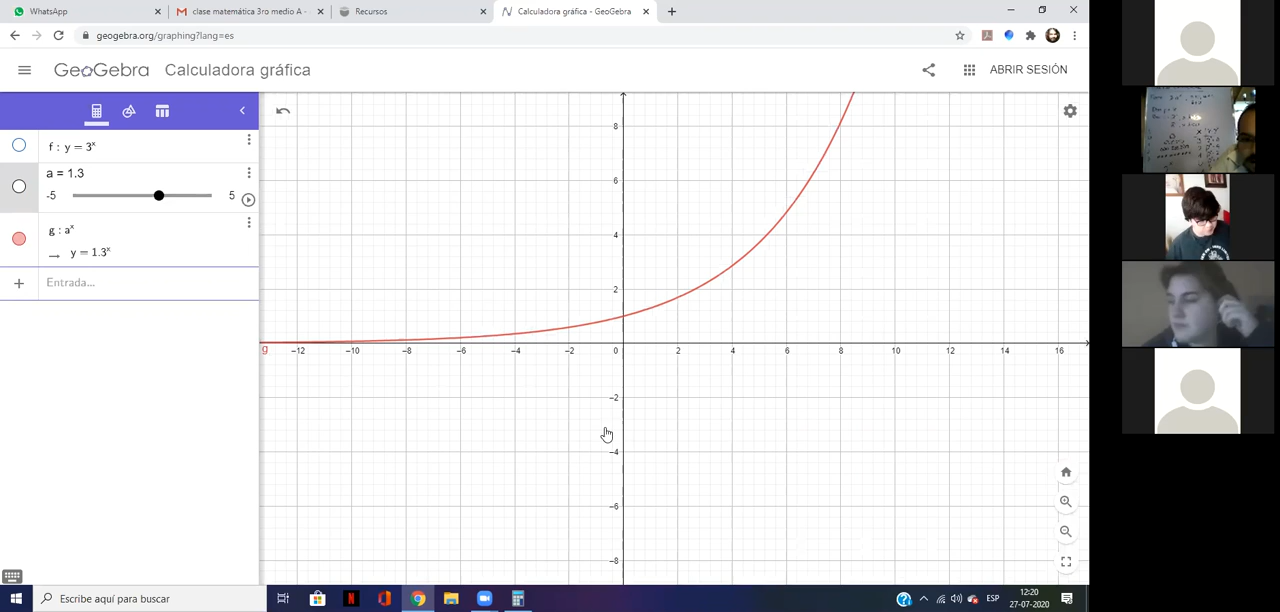 WhatsApp
clase matemática 3ro medio A -
Recursos
Calculadora gráfica - GeoGebra
geogebra.org/graphing?lang=es
GeoGebra Calculadora gráfica
ABRIR SESIÓN
f : y = 3ˣ
a = 1.3
-5 5
g : aˣ
→ y = 1.3ˣ
Entrada...
8
6
4
2
g
-12 -10 -8 -6 -4 -2 0 2 4 6 8 10 12 14 16
-2
-4
-6
-8
Escribe aquí para buscar
ESP
12:20
27-07-2020